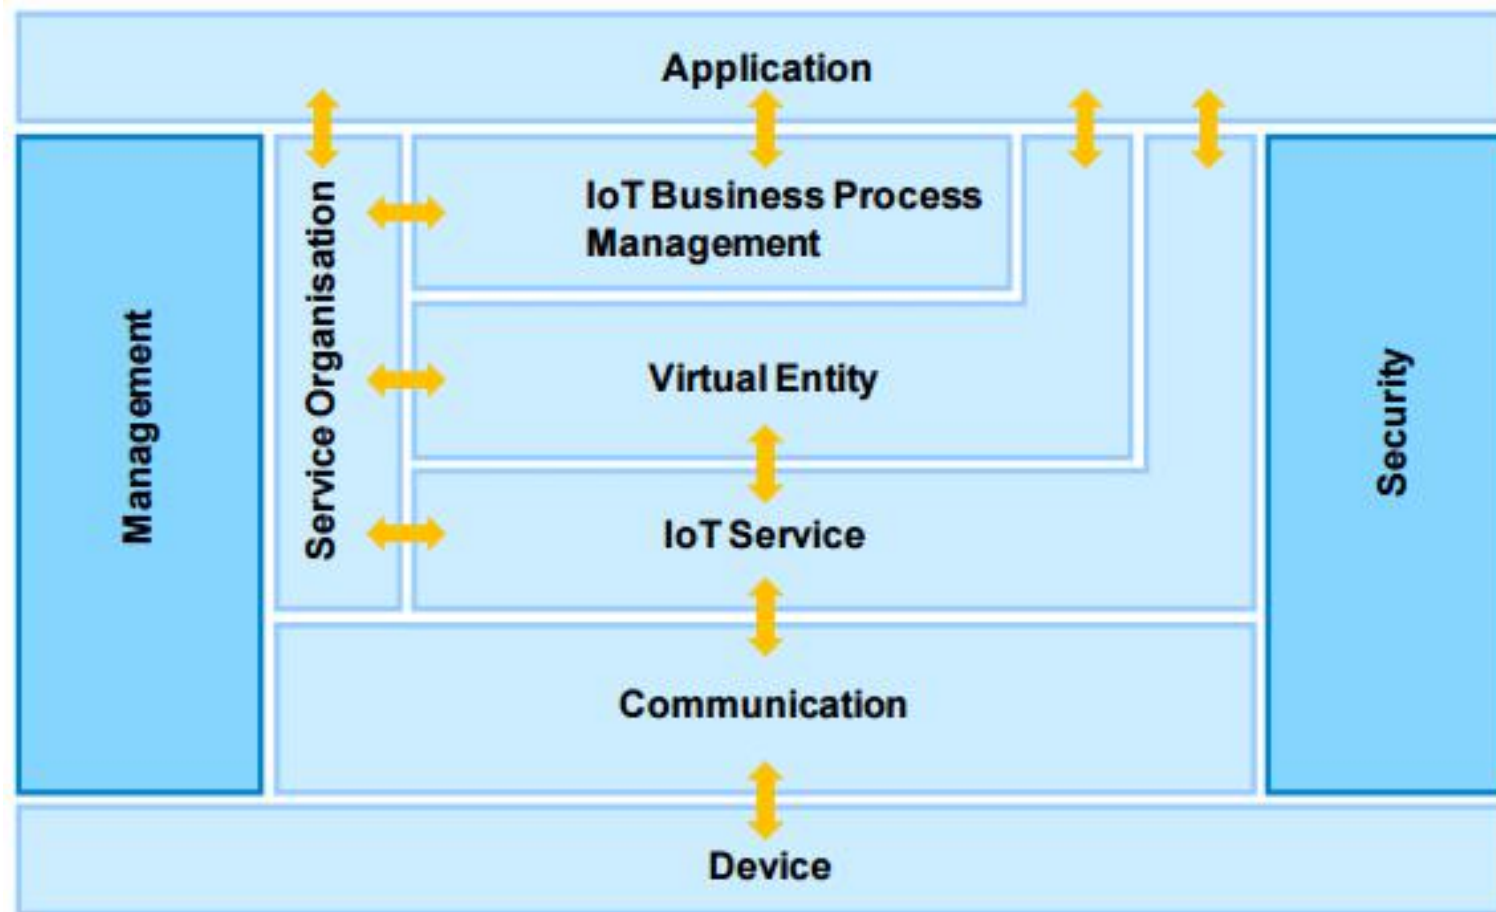 Application
IoT Business Process
Management
Service Organisation
Management
Virtual Entity
Security
IoT Service
Communication
Device